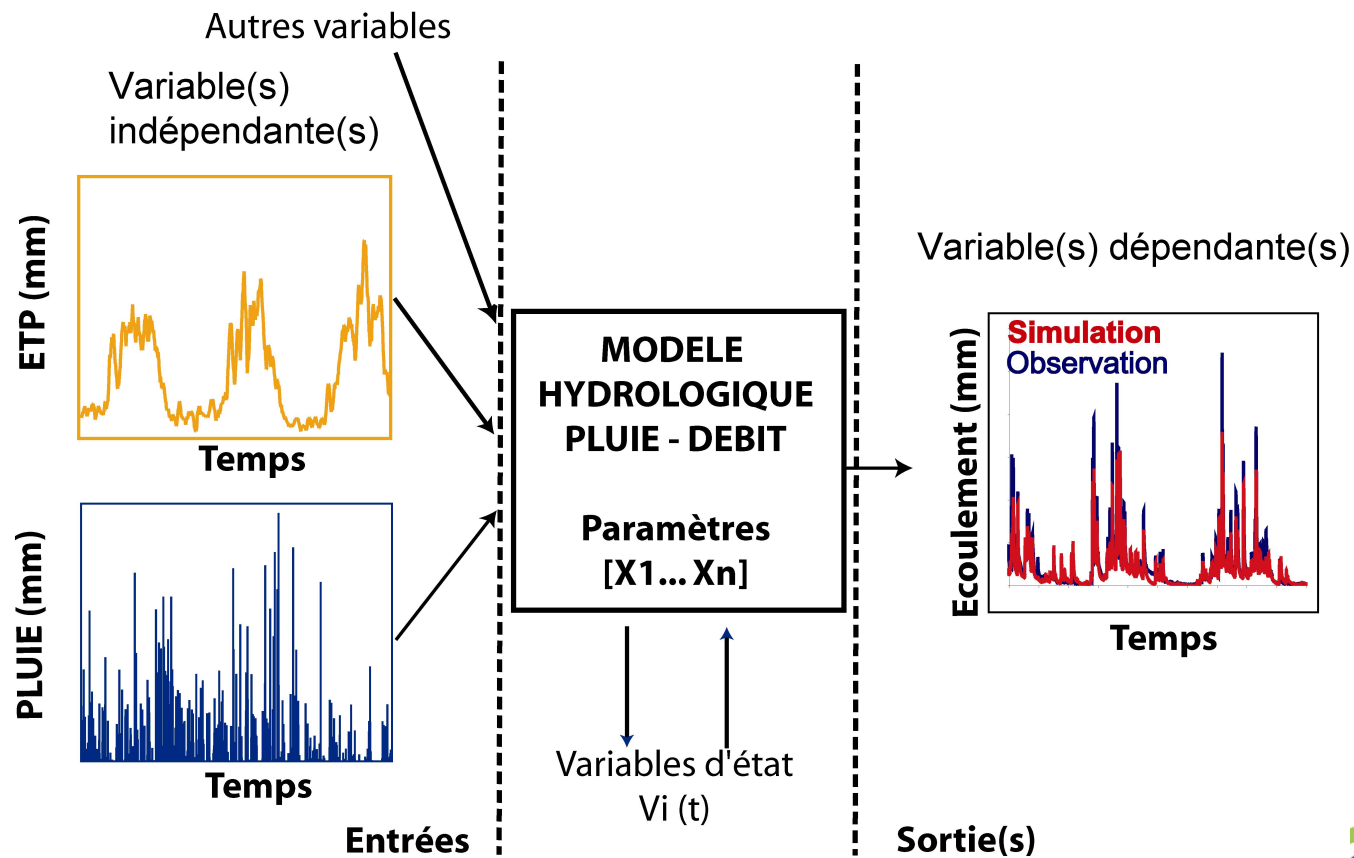 Autres variables
Variable(s)
indépendante(s)
ETP (mm)
Temps
PLUIE (mm)
Temps
Entrées
MODELE
HYDROLOGIQUE
PLUIE - DEBIT
Paramètres
[X1... Xn]
Variables d'état
Vi (t)
Variable(s) dépendante(s)
Simulation
Observation
Ecoulement (mm)
Temps
Sortie(s)